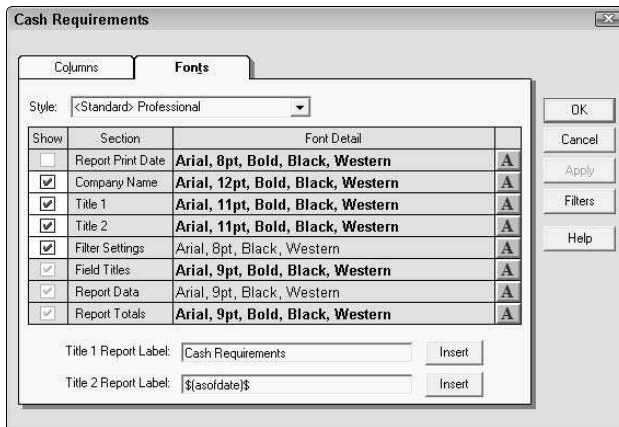 Cash Requirements
Columns Fonts
Style: <Standard> Professional
OK
Cancel
Apply
Filters
Help
Show Section Font Detail
Report Print Date Arial, 8pt, Bold, Black, Western A
Company Name Arial, 12pt, Bold, Black, Western A
Title 1 Arial, 11pt, Bold, Black, Western A
Title 2 Arial, 11pt, Bold, Black, Western A
Filter Settings Arial, 8pt, Black, Western A
Field Titles Arial, 9pt, Bold, Black, Western A
Report Data Arial, 9pt, Black, Western A
Report Totals Arial, 9pt, Bold, Black, Western A
Title 1 Report Label: Cash Requirements Insert
Title 2 Report Label: $(asofdate)$ Insert